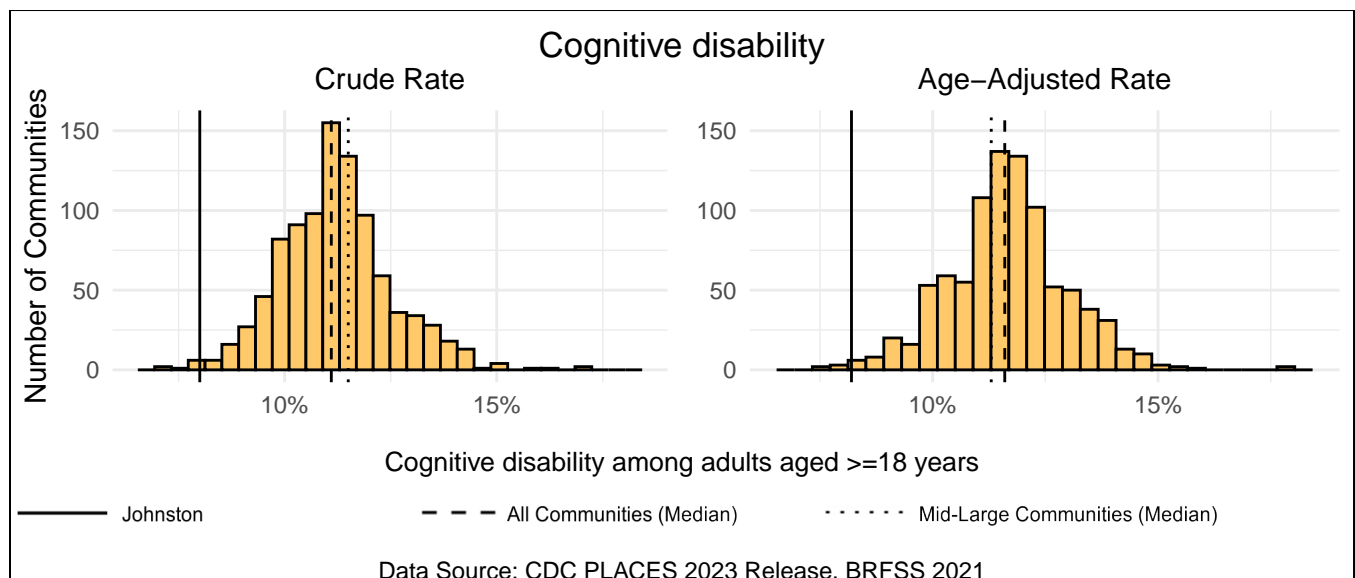 Cognitive disability
Crude Rate
Age−Adjusted Rate
Number of Communities
150
100
50
0
10%
15%
150
100
50
0
10%
15%
Cognitive disability among adults aged >=18 years
Johnston
All Communities (Median)
Mid-Large Communities (Median)
Data Source: CDC PLACES 2023 Release, BRFSS 2021